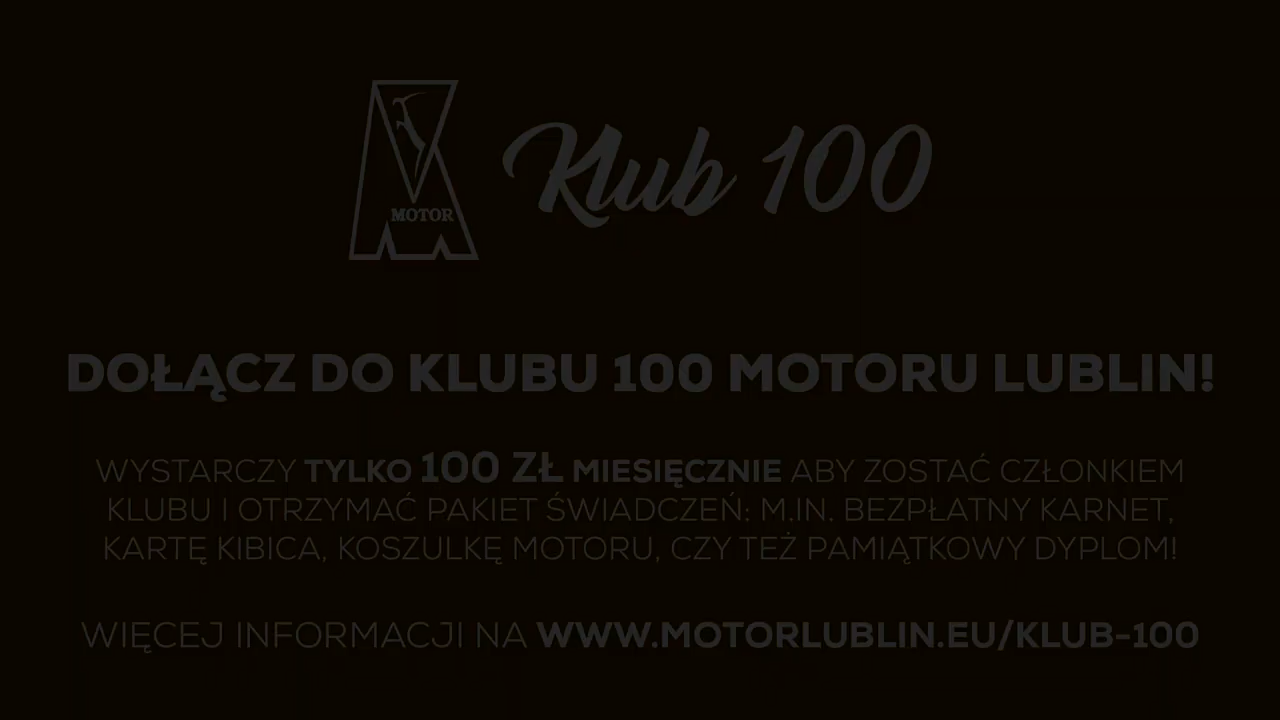 MOTOR
Klub 100
DOŁĄCZ DO KLUBU 100 MOTORU LUBLIN!
WYSTARCZY TYLKO 100 ZŁ MIESIĘCZNIE ABY ZOSTAĆ CZŁONKIEM
KLUBU I OTRZYMAĆ PAKIET ŚWIADCZEŃ: M.IN. BEZPŁATNY KARNET,
KARTĘ KIBICA, KOSZULKĘ MOTORU, CZY TEŻ PAMIĄTKOWY DYPLOM!
WIĘCEJ INFORMACJI NA WWW.MOTORLUBLIN.EU/KLUB-100